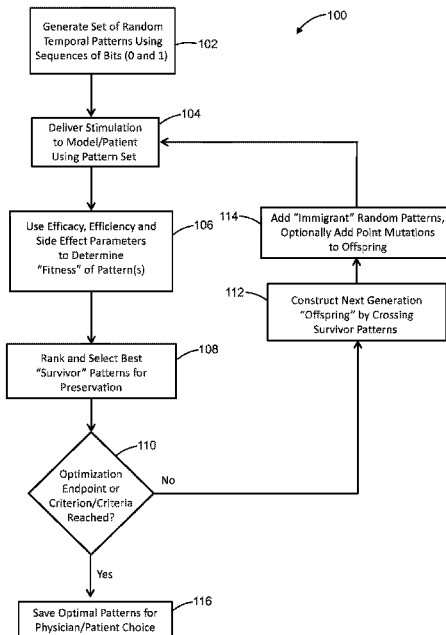 100
Generate Set of Random
Temporal Patterns Using
Sequences of Bits (0 and 1)
102
104
Deliver Stimulation
to Model/Patient
Using Pattern Set
Use Efficacy, Efficiency and
Side Effect Parameters
to Determine
"Fitness" of Pattern(s)
106
Rank and Select Best
"Survivor" Patterns for
Preservation
108
110
Optimization
Endpoint or
Criterion/Criteria
Reached?
No
Yes
112
Construct Next Generation
"Offspring" by Crossing
Survivor Patterns
114
Add "Immigrant" Random Patterns,
Optionally Add Point Mutations
to Offspring
Save Optimal Patterns for
Physician/Patient Choice
116